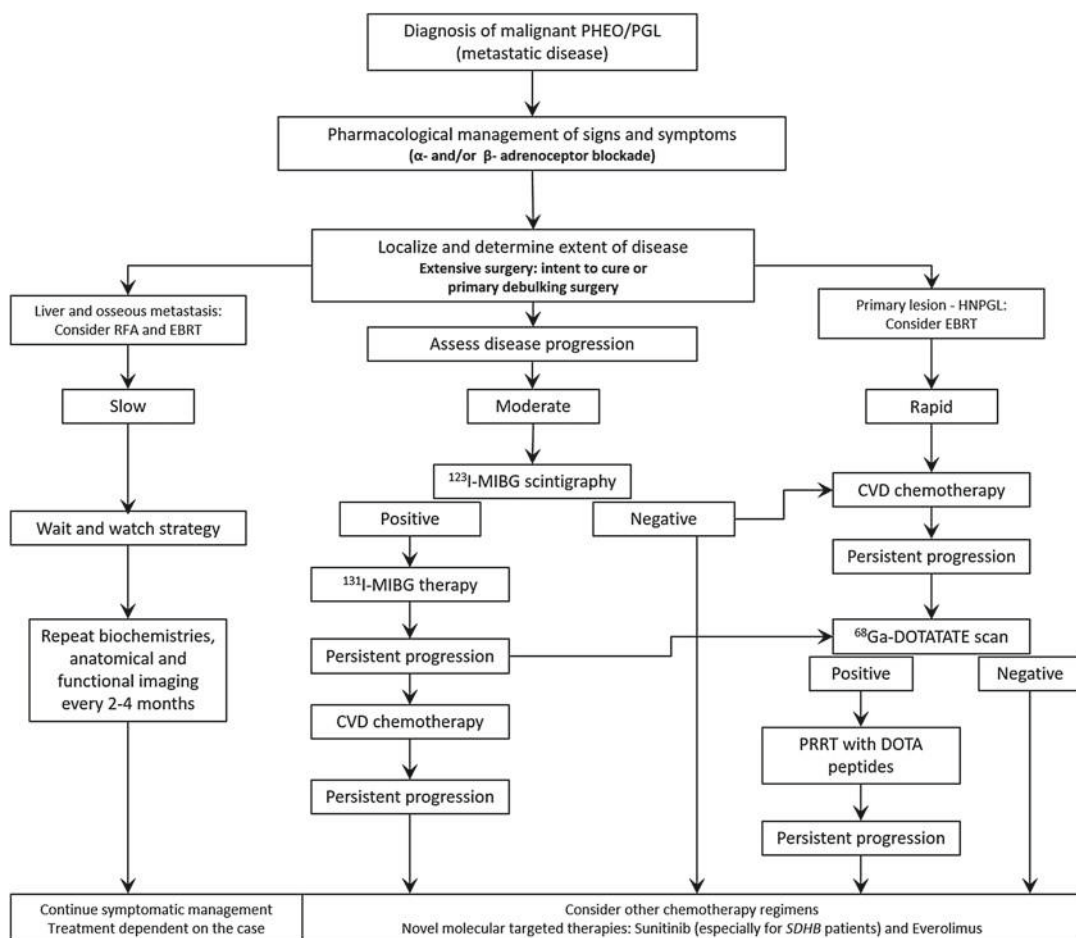 Diagnosis of malignant PHEO/PGL
(metastatic disease)
Pharmacological management of signs and symptoms
(α- and/or β- adrenoceptor blockade)
Localize and determine extent of disease
Extensive surgery: intent to cure or
primary debulking surgery
Liver and osseous metastasis:
Consider RFA and EBRT
Slow
Wait and watch strategy
Repeat biochemistries,
anatomical and
functional imaging
every 2-4 months
Assess disease progression
Moderate
¹²³I-MIBG scintigraphy
Positive
Negative
¹³¹I-MIBG therapy
Persistent progression
CVD chemotherapy
Persistent progression
Primary lesion - HNPGL:
Consider EBRT
Rapid
CVD chemotherapy
Persistent progression
⁶⁸Ga-DOTATATE scan
Positive
Negative
PRRT with DOTA
peptides
Persistent progression
Continue symptomatic management
Treatment dependent on the case
Consider other chemotherapy regimens
Novel molecular targeted therapies: Sunitinib (especially for SDHB patients) and Everolimus